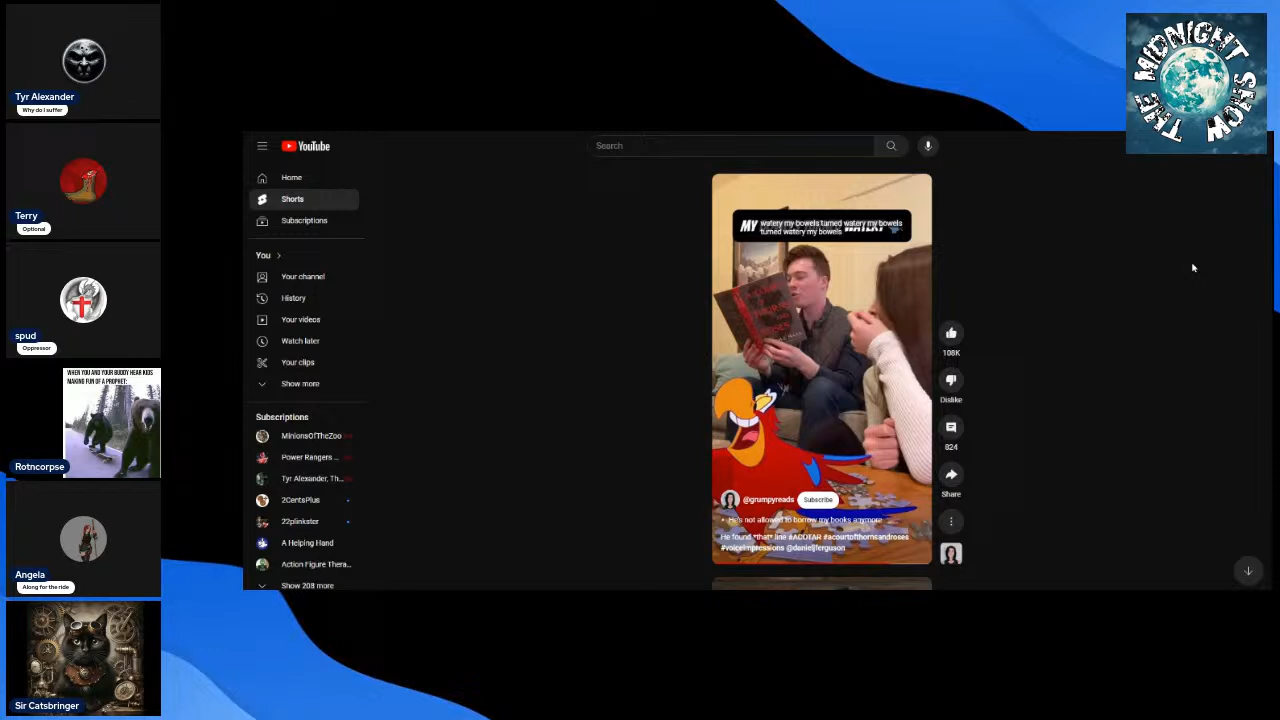 Tyr Alexander
Why do I suffer
Terry
Optional
spud
Oppressor
WHEN YOU AND YOUR BUDDY HEAR KIDS
MAKING FUN OF A PROPHET:
Rotncorpse
Angela
Along for the ride
Sir Catsbringer
THE MIDNIGHT SHOW
YouTube
Search
Home
Shorts
Subscriptions
You
Your channel
History
Your videos
Watch later
Your clips
Show more
Subscriptions
MinionsOfTheZoo
Power Rangers ...
Tyr Alexander, Th...
2CentsPlus
22plinkster
A Helping Hand
Action Figure Thera...
Show 208 more
MY
watery my bowels turned watery my bowels
turned watery my bowels
@grumpyreads
Subscribe
He's not allowed to borrow my books anymore
He found *that* line #ACOTAR #acourtofthornsandroses
#voiceimpressions @danieljferguson
108K
Dislike
824
Share